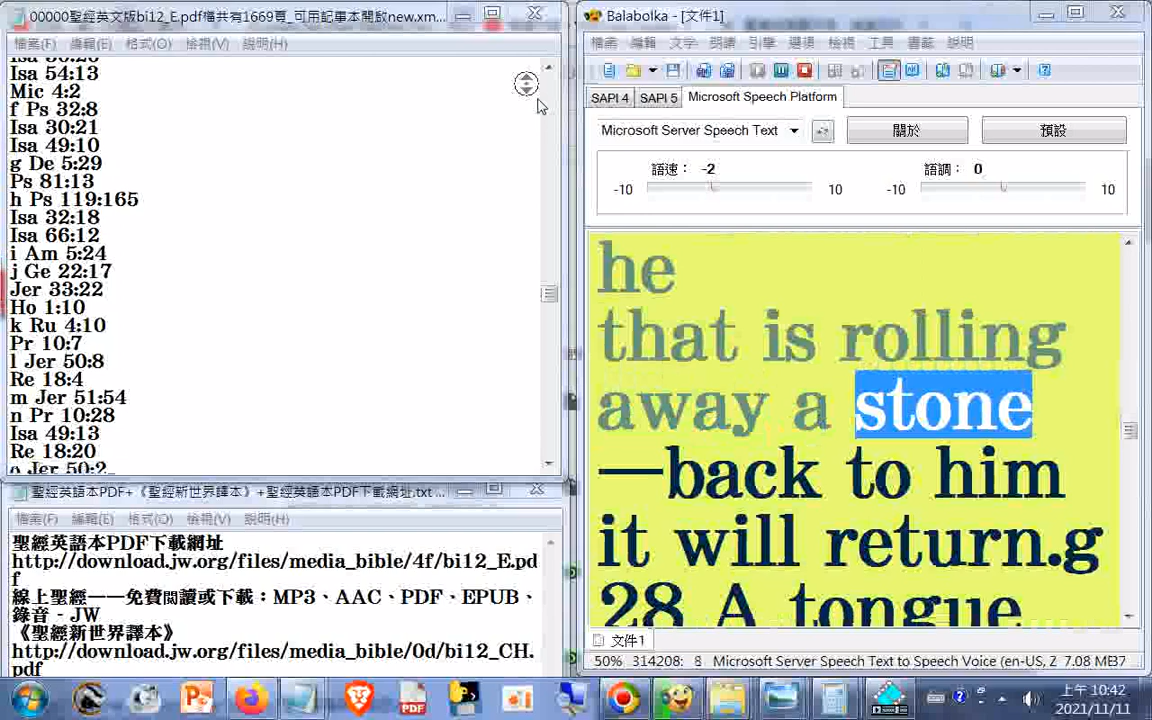 00000聖經英文版bi12_E.pdf檔共有1669頁_可用記事本開啟new.xm...
檔案(F) 編輯(E) 格式(O) 檢視(V) 說明(H)
Isa 54:13
Mic 4:2
f Ps 32:8
Isa 30:21
Isa 49:10
g De 5:29
Ps 81:13
h Ps 119:165
Isa 32:18
Isa 66:12
i Am 5:24
j Ge 22:17
Jer 33:22
Ho 1:10
k Ru 4:10
Pr 10:7
l Jer 50:8
Re 18:4
m Jer 51:54
n Pr 10:28
Isa 49:13
Re 18:20
o Jer 50:2
聖經英語本PDF+《聖經新世界譯本》+聖經英語本PDF下載網址.txt ...
檔案(F) 編輯(E) 格式(O) 檢視(V) 說明(H)
聖經英語本PDF下載網址
http://download.jw.org/files/media_bible/4f/bi12_E.pd
f
線上聖經——免費閱讀或下載：MP3、AAC、PDF、EPUB、
錄音 - JW
《聖經新世界譯本》
http://download.jw.org/files/media_bible/0d/bi12_CH.
pdf
Balabolka - [文件1]
檔案 編輯 文字 朗讀 引擎 選項 檢視 工具 書籤 說明
SAPI 4 SAPI 5 Microsoft Speech Platform
Microsoft Server Speech Text 關於 預設
語速： -2 語調： 0
-10 10 -10 10
he
that is rolling
away a stone
—back to him
it will return.g
28 A tongue
文件1
50% 314208: 8 Microsoft Server Speech Text to Speech Voice (en-US, Z 7.08 MB
上午 10:42
2021/11/11